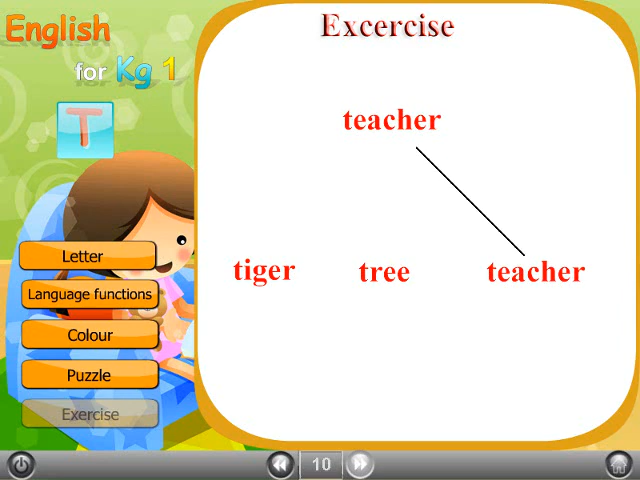 English
for Kg 1
T
Letter
Language functions
Colour
Puzzle
Exercise
Excercise
teacher
tiger tree teacher
10